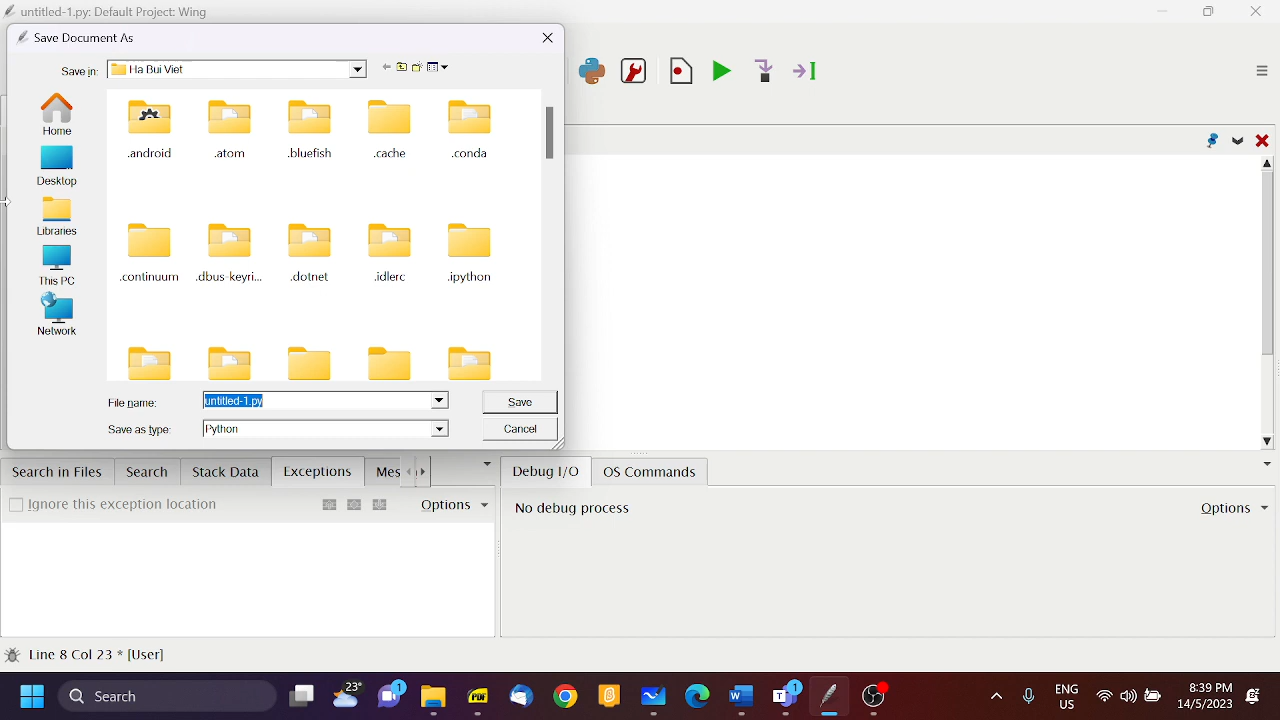 untitled-1.py: Default Project: Wing
Save Document As
Save in: Ha Bui Viet
Home
Desktop
Libraries
This PC
Network
.android .atom .bluefish .cache .conda
.continuum .dbus-keyri... .dotnet .idlerc .ipython
File name: untitled-1.py Save
Save as type: Python Cancel
Search in Files Search Stack Data Exceptions Mes Debug I/O OS Commands
Ignore this exception location Options No debug process Options
Line 8 Col 23 * [User]
Search 23° 1 PDF 1 ENG US 8:39 PM 14/5/2023